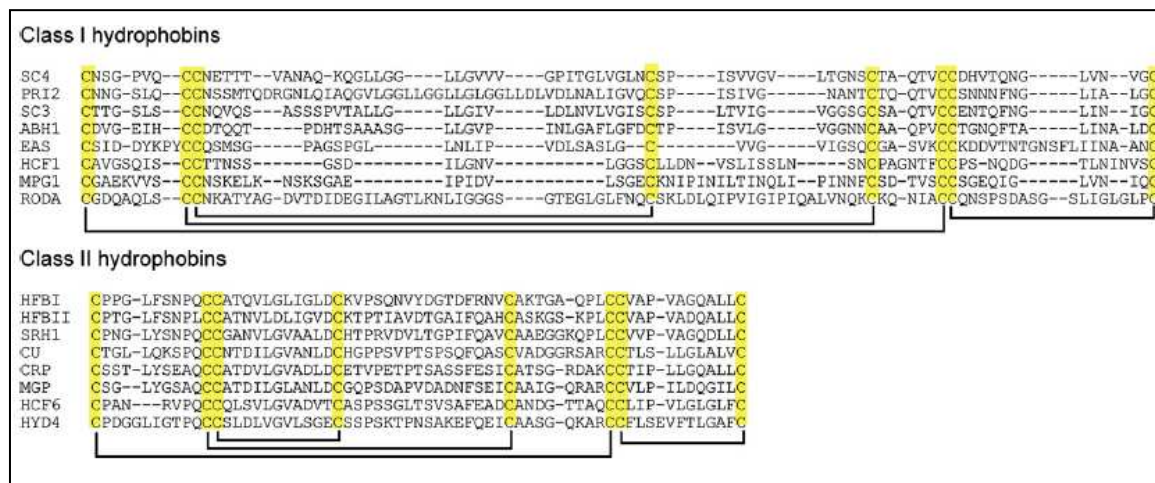 Class I hydrophobins
SC4 CNSG-PVQ--CCNETTT--VANAQ-KQGLLGG----LLGVVV-----GPITGLVGLNCSP---ISVVGV----LTGNSCTA-QTVCCDHVTQNG----LVN--VGC
PRI2 CNNG-SLQ--CCNSSMTQDRGNLQIAQGVLGGLLGGLLGLGGLLDLVDLNALIGVQCSP---ISIVG-----NANTCTQ-QTVCCSNNNFNG----LIA--LGC
SC3 CTTG-SLS--CCNQVQS--ASSSPVTALLG----LLGIV----LDLNVLVGISCSP---LTVIG-----VGGSGCSAQTVCCENTQFNG----LIN--IGC
ABH1 CDVG-EIH--CCDTQQT----PDHTSAAASG---LLGVP----INLGAFLGFDCTP---ISVLG-----VGGNNCAAQPVCCTGNQFTA----LINA-LDC
EAS CSID-DYKPYCCQSMSG----PAGSPGL-----LNLIP----VDLSASLG-C-------VVG-----VIGSQCGA-SVKCCKDDVTNTGNSFLIINA-ANC
HCF1 CAVGSQIS--CCTTNSS-----GSD-----ILGNV-------LGGSCLLDN--VSLISSLN---SNCPAGNTFCCPS-NQDG---TLNINVSC
MPG1 CGAEKVVS--CCNSKELK--NSKSGAE------IPIDV------LSGECKNIPINILTINQLI--PINNFCSD-TVSCCSGEQIG-----LVN--IQC
RODA CGDQAQLS--CCNKATYAG-DVTDIDEGILAGTLKNLIGGGS---GTEGLGLFNQCSKLDLQIPVIGIPIQALVNQKCKQ-NIACCQNSPSDASG--SLIGLGLPC
Class II hydrophobins
HFBI CPPG-LFSNPQCCATQVLGLIGLDCKVPSQNVYDGTDFRNVCAKTGA-QPLCCVAP-VAGQALLC
HFBII CPTG-LFSNPLCCATNVLDLIGVDCKTPTIAVDTGAIFQAHCASKGS-KPLCCVAP-VADQALLC
SRH1 CPNG-LYSNPQCCGANVLGVAALDCHTPRVDVLTGPIFQAVCAAEGGKQPLCCVVP-VAGQDLLC
CU CTGL-LQKSPQCCNTDILGVANLDCHGPPSVPTSPSQFQASCVADGGRSARCCTLS-LLGLALVC
CRP CSST-LYSEAQCCATDVLGVADLDCETVPETPTSASSFESICATSG-RDAKCCTIP-LLGQALLC
MGP CSG--LYGSAQCCATDILGLANLDCGQPSDAPVDADNFSEICAAIG-QRARCCVLP-ILDQGILC
HCF6 CPAN---RVPQCCQLSVLGVADVTCASPSSGLTSVSAFEADCANDG-TTAQCCLIP-VLGLGLFC
HYD4 CPDGGLIGTPQCCSLDLVGVLSGECSSPSKTPNSAKEFQEICAASG-QKARCCFLSEVFTLGAFC